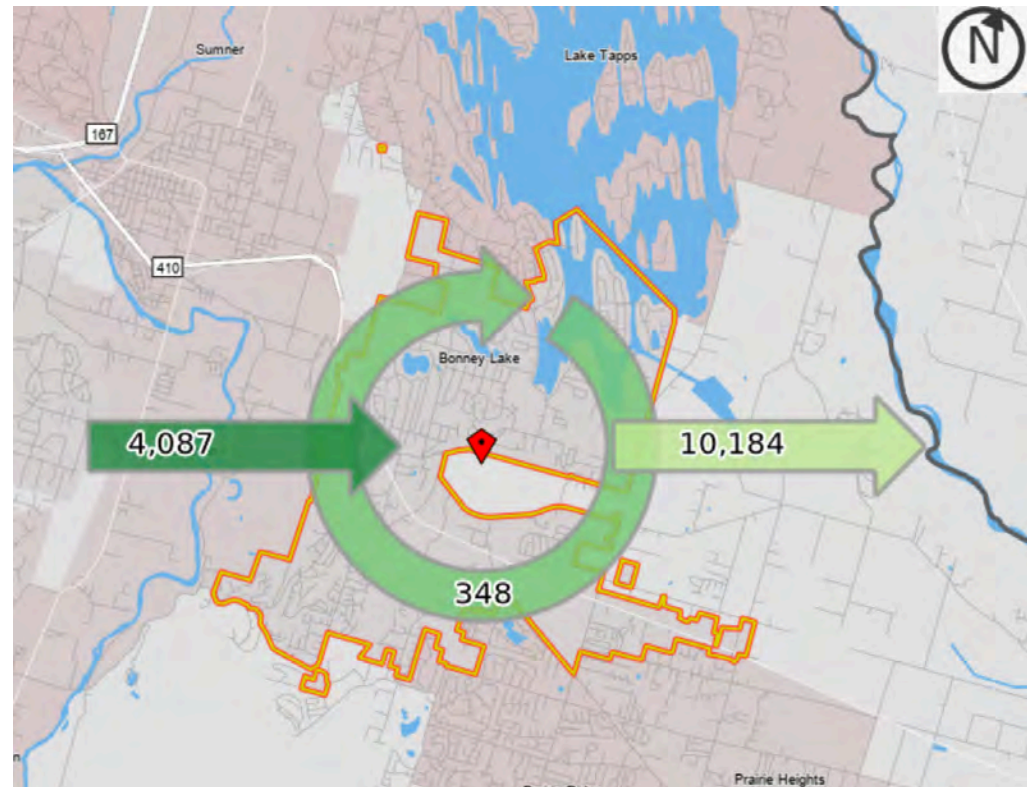 N
Sumner
Lake Tapps
167
410
Bonney Lake
4,087
10,184
348
Prairie Heights